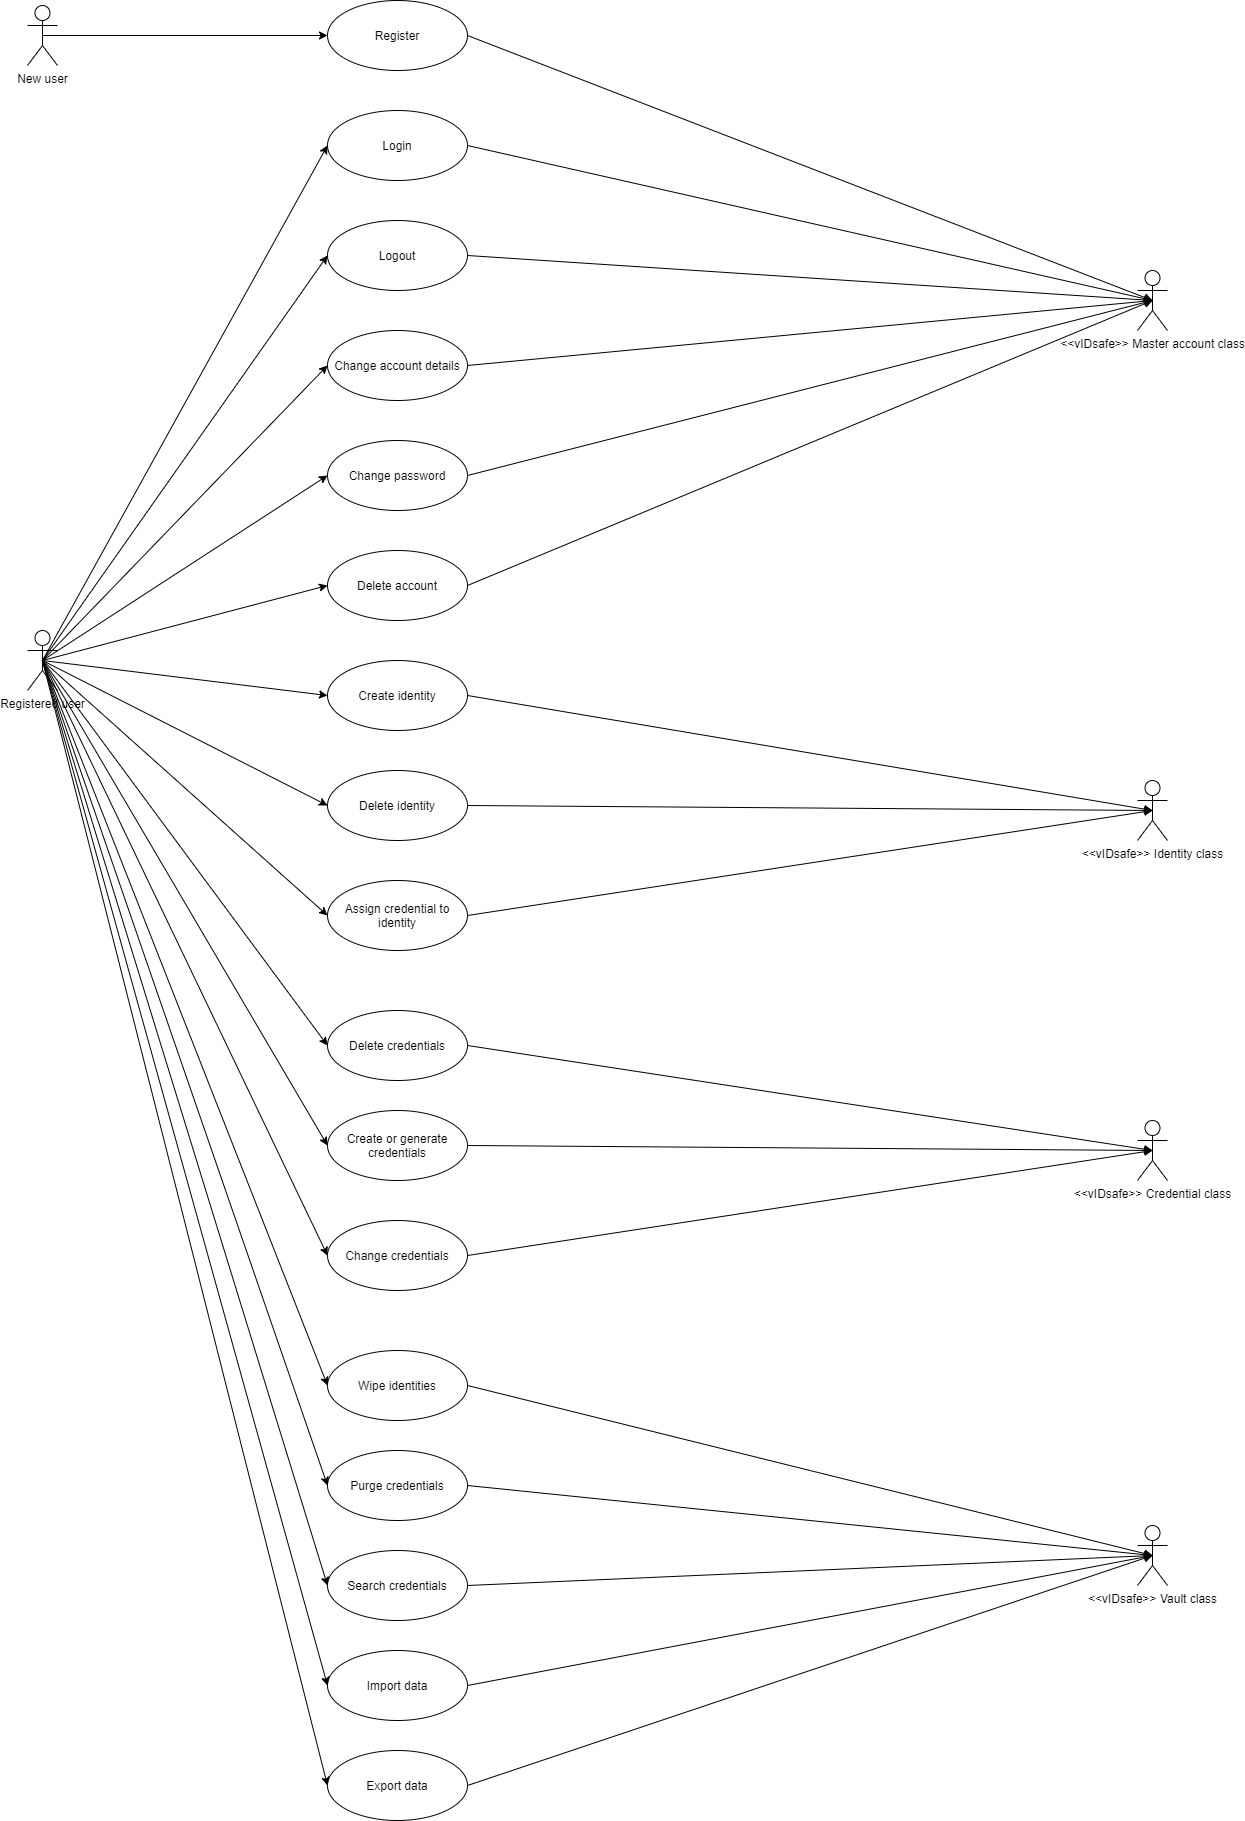 New user
Register
Login
Logout
Change account details
<<vIDsafe>> Master account class
Change password
Delete account
Registered user
Create identity
Delete identity
<<vIDsafe>> Identity class
Assign credential to
identity
Delete credentials
Create or generate
credentials
<<vIDsafe>> Credential class
Change credentials
Wipe identities
Purge credentials
Search credentials
<<vIDsafe>> Vault class
Import data
Export data